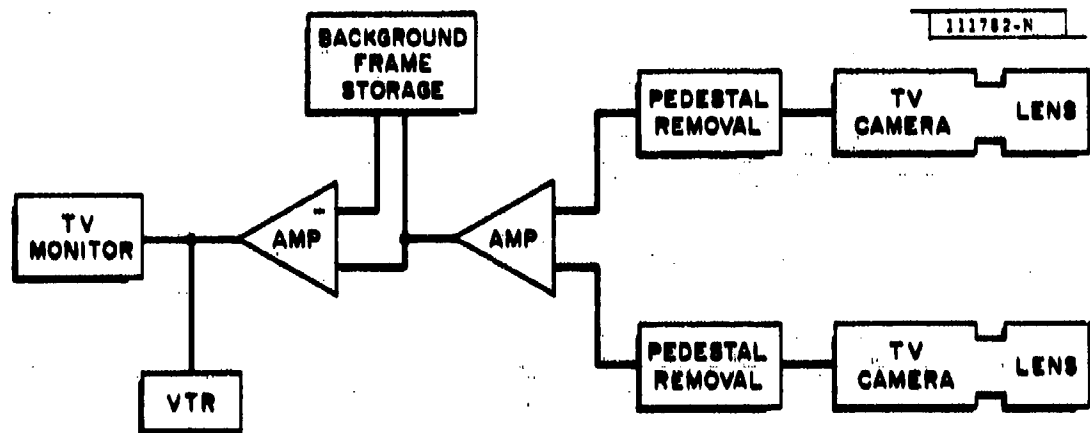 111782-N
BACKGROUND
FRAME
STORAGE
PEDESTAL
REMOVAL
TV
CAMERA
LENS
TV
MONITOR
AMP
-
AMP
VTR
PEDESTAL
REMOVAL
TV
CAMERA
LENS